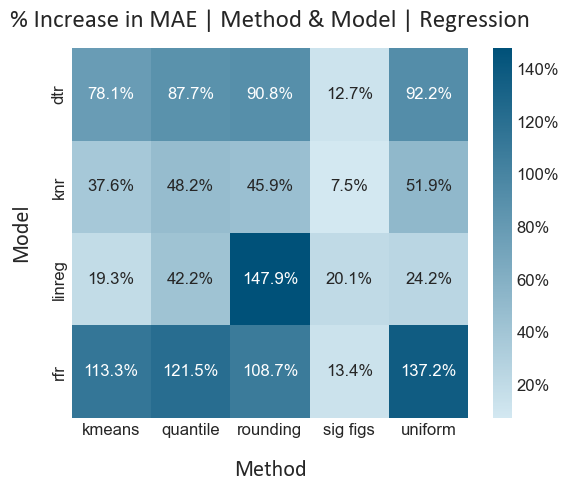 % Increase in MAE | Method & Model | Regression
dtr 78.1% 87.7% 90.8% 12.7% 92.2%
knr 37.6% 48.2% 45.9% 7.5% 51.9%
linreg 19.3% 42.2% 147.9% 20.1% 24.2%
rfr 113.3% 121.5% 108.7% 13.4% 137.2%
kmeans quantile rounding sig figs uniform
Method
Model
140%
120%
100%
80%
60%
40%
20%